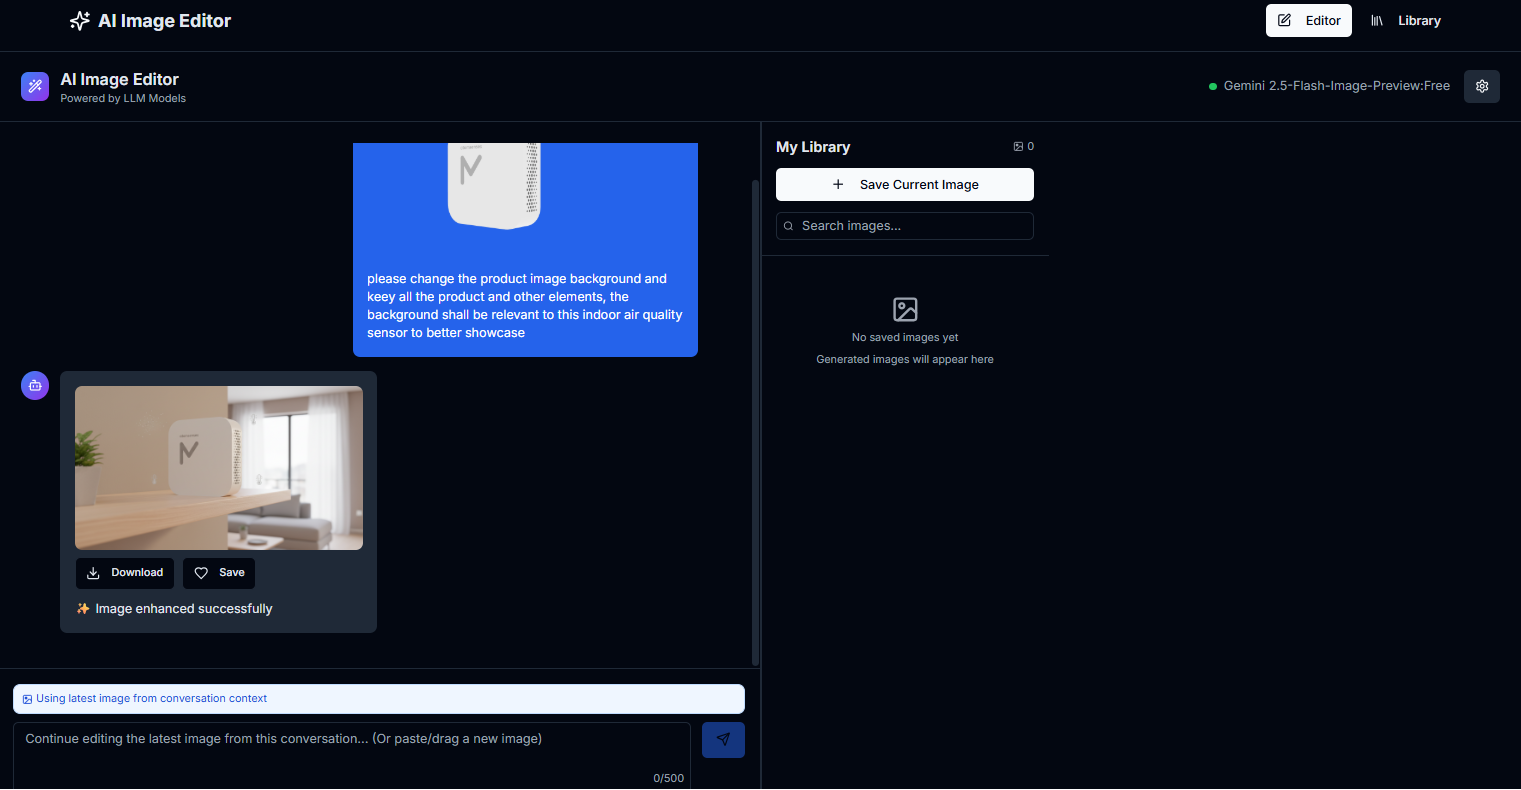 AI Image Editor
Editor
Library
AI Image Editor
Powered by LLM Models
Gemini 2.5-Flash-Image-Preview:Free
please change the product image background and
keey all the product and other elements, the
background shall be relevant to this indoor air quality
sensor to better showcase
Download
Save
✨ Image enhanced successfully
Using latest image from conversation context
Continue editing the latest image from this conversation... (Or paste/drag a new image)
0/500
My Library
0
+ Save Current Image
Search images...
No saved images yet
Generated images will appear here